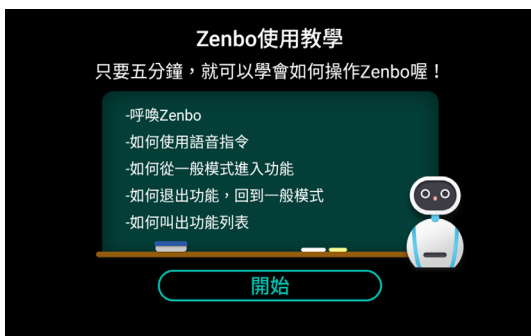 Zenbo使用教學
只要五分鐘，就可以學會如何操作Zenbo喔！
-呼喚Zenbo
-如何使用語音指令
-如何從一般模式進入功能
-如何退出功能，回到一般模式
-如何叫出功能列表
開始